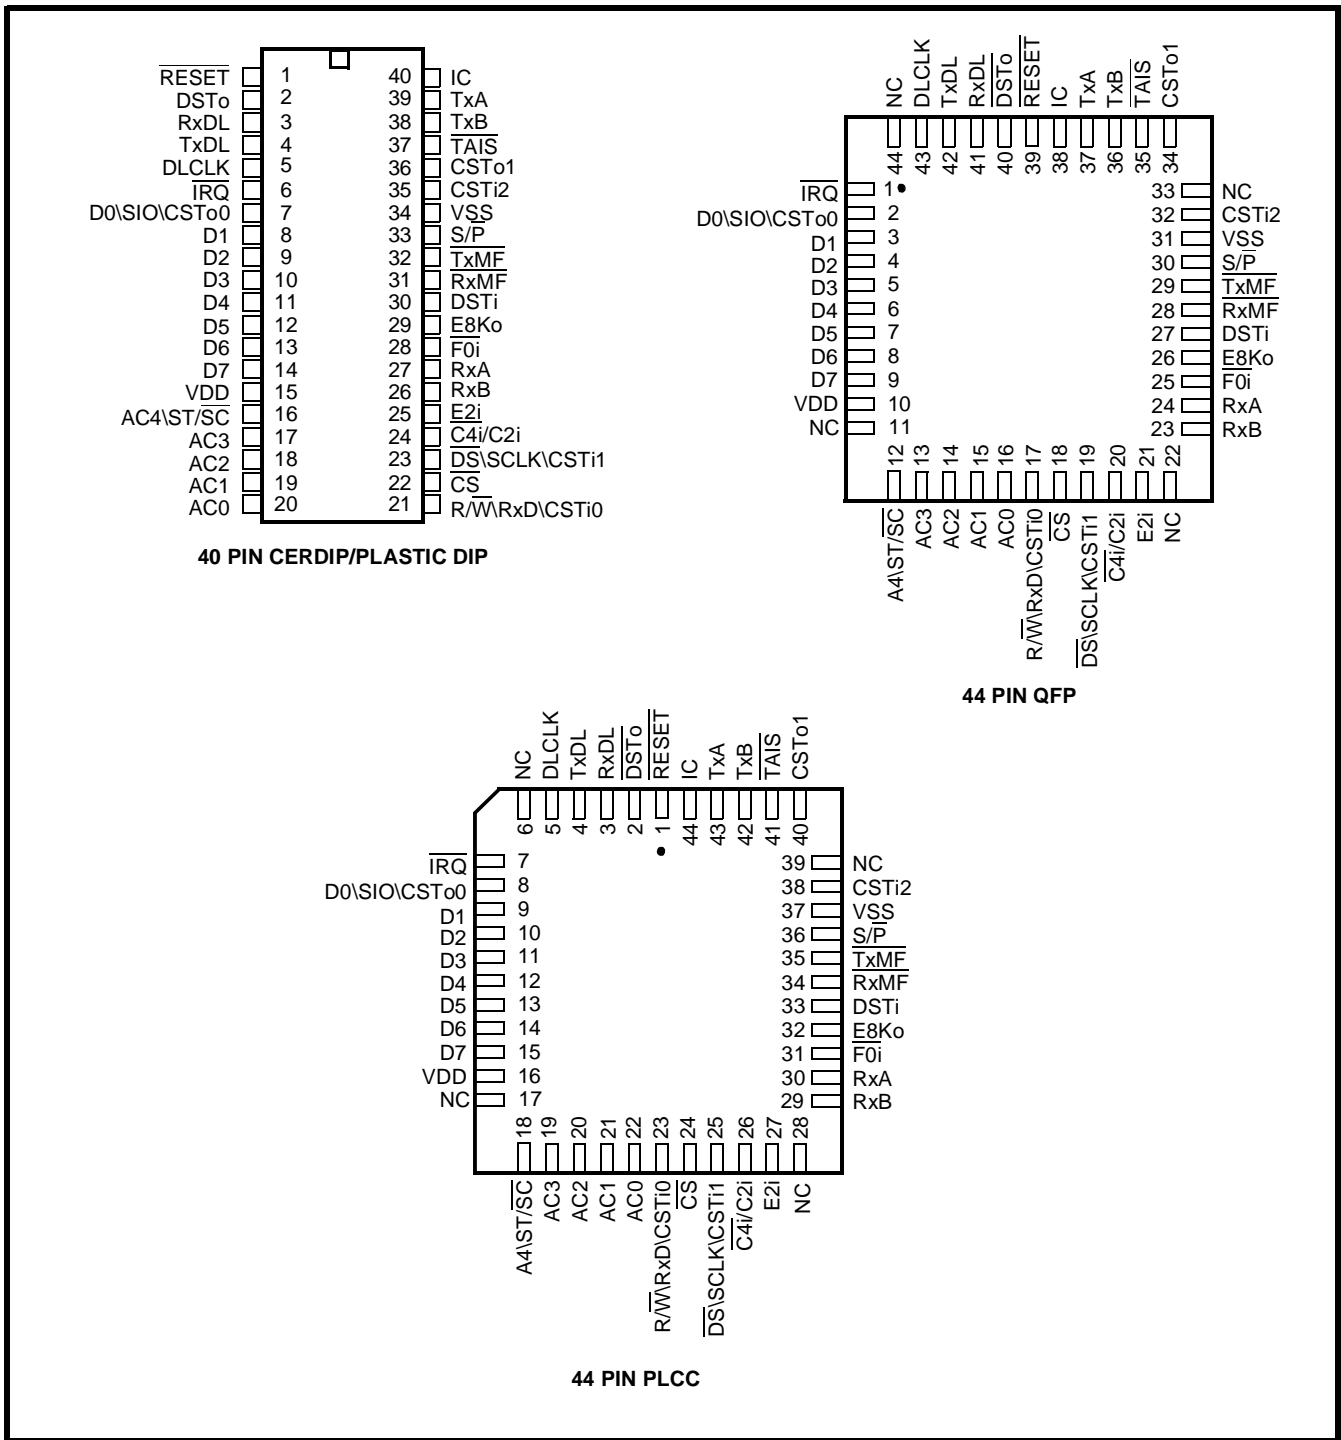 RESET 1 40 IC
DSTo 2 39 TxA
RxDL 3 38 TxB
TxDL 4 37 TAIS
DLCLK 5 36 CSTo1
IRQ 6 35 CSTi2
D0\SIO\CSTo0 7 34 VSS
D1 8 33 S/P
D2 9 32 TxMF
D3 10 31 RxMF
D4 11 30 DSTi
D5 12 29 E8Ko
D6 13 28 F0i
D7 14 27 RxA
VDD 15 26 RxB
AC4\ST/SC 16 25 E2i
AC3 17 24 C4i/C2i
AC2 18 23 DS\SCLK\CSTi1
AC1 19 22 CS
AC0 20 21 R/W\RxD\CSTi0
40 PIN CERDIP/PLASTIC DIP
NC DLCLK TxDL RxDL DSTo RESET IC TxA TxB TAIS CSTo1
44 43 42 41 40 39 38 37 36 35 34
IRQ 1 33 NC
D0\SIO\CSTo0 2 32 CSTi2
D1 3 31 VSS
D2 4 30 S/P
D3 5 29 TxMF
D4 6 28 RxMF
D5 7 27 DSTi
D6 8 26 E8Ko
D7 9 25 F0i
VDD 10 24 RxA
NC 11 23 RxB
12 13 14 15 16 17 18 19 20 21 22
A4\ST/SC AC3 AC2 AC1 AC0 R/W\RxD\CSTi0 CS DS\SCLK\CSTi1 C4i/C2i E2i NC
44 PIN QFP
NC DLCLK TxDL RxDL DSTo RESET IC TxA TxB TAIS CSTo1
6 5 4 3 2 1 44 43 42 41 40
IRQ 7 39 NC
D0\SIO\CSTo0 8 38 CSTi2
D1 9 37 VSS
D2 10 36 S/P
D3 11 35 TxMF
D4 12 34 RxMF
D5 13 33 DSTi
D6 14 32 E8Ko
D7 15 31 F0i
VDD 16 30 RxA
NC 17 29 RxB
18 19 20 21 22 23 24 25 26 27 28
A4\ST/SC AC3 AC2 AC1 AC0 R/W\RxD\CSTi0 CS DS\SCLK\CSTi1 C4i/C2i E2i NC
44 PIN PLCC